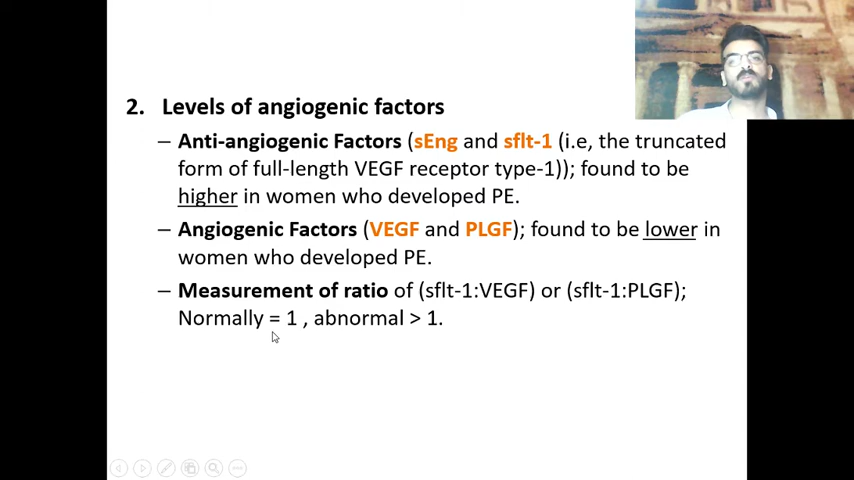 2. Levels of angiogenic factors
– Anti-angiogenic Factors (sEng and sflt-1 (i.e, the truncated
form of full-length VEGF receptor type-1)); found to be
higher in women who developed PE.
– Angiogenic Factors (VEGF and PLGF); found to be lower in
women who developed PE.
– Measurement of ratio of (sflt-1:VEGF) or (sflt-1:PLGF);
Normally = 1 , abnormal > 1.